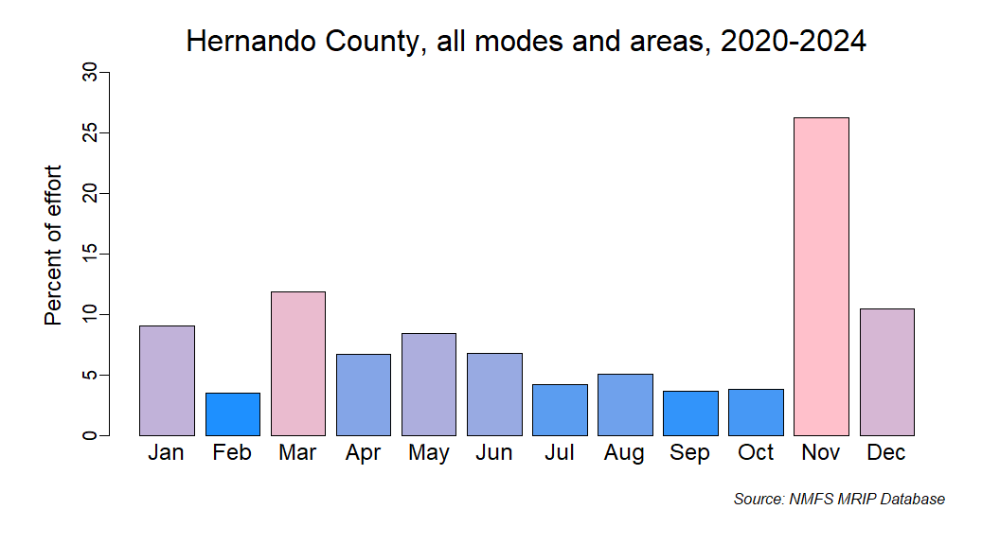 Hernando County, all modes and areas, 2020-2024
Percent of effort
30
25
20
15
10
5
0
Jan Feb Mar Apr May Jun Jul Aug Sep Oct Nov Dec
Source: NMFS MRIP Database